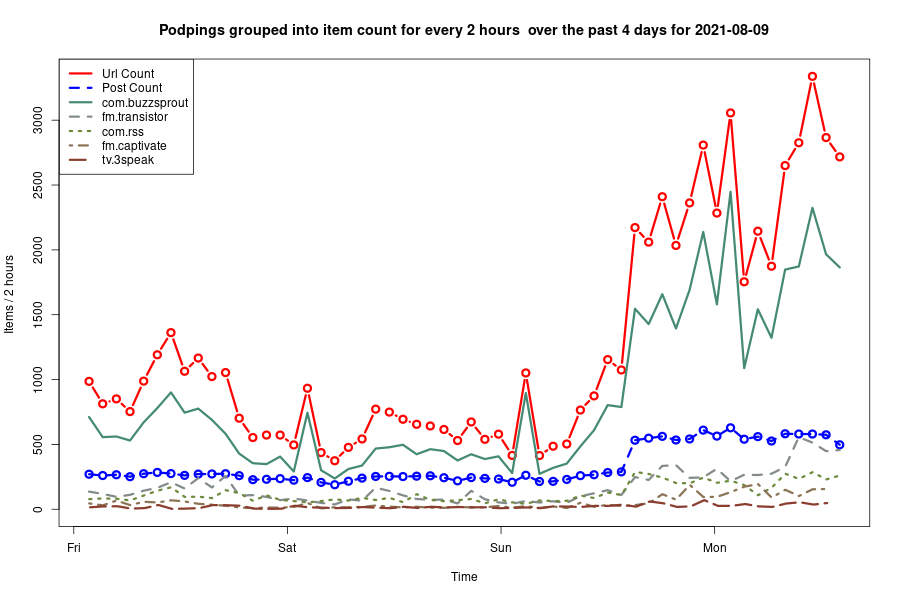 Podpings grouped into item count for every 2 hours  over the past 4 days for 2021-08-09
Url Count
Post Count
com.buzzsprout
fm.transistor
com.rss
fm.captivate
tv.3speak
Items / 2 hours
3000
2500
2000
1500
1000
500
0
Fri
Sat
Sun
Mon
Time